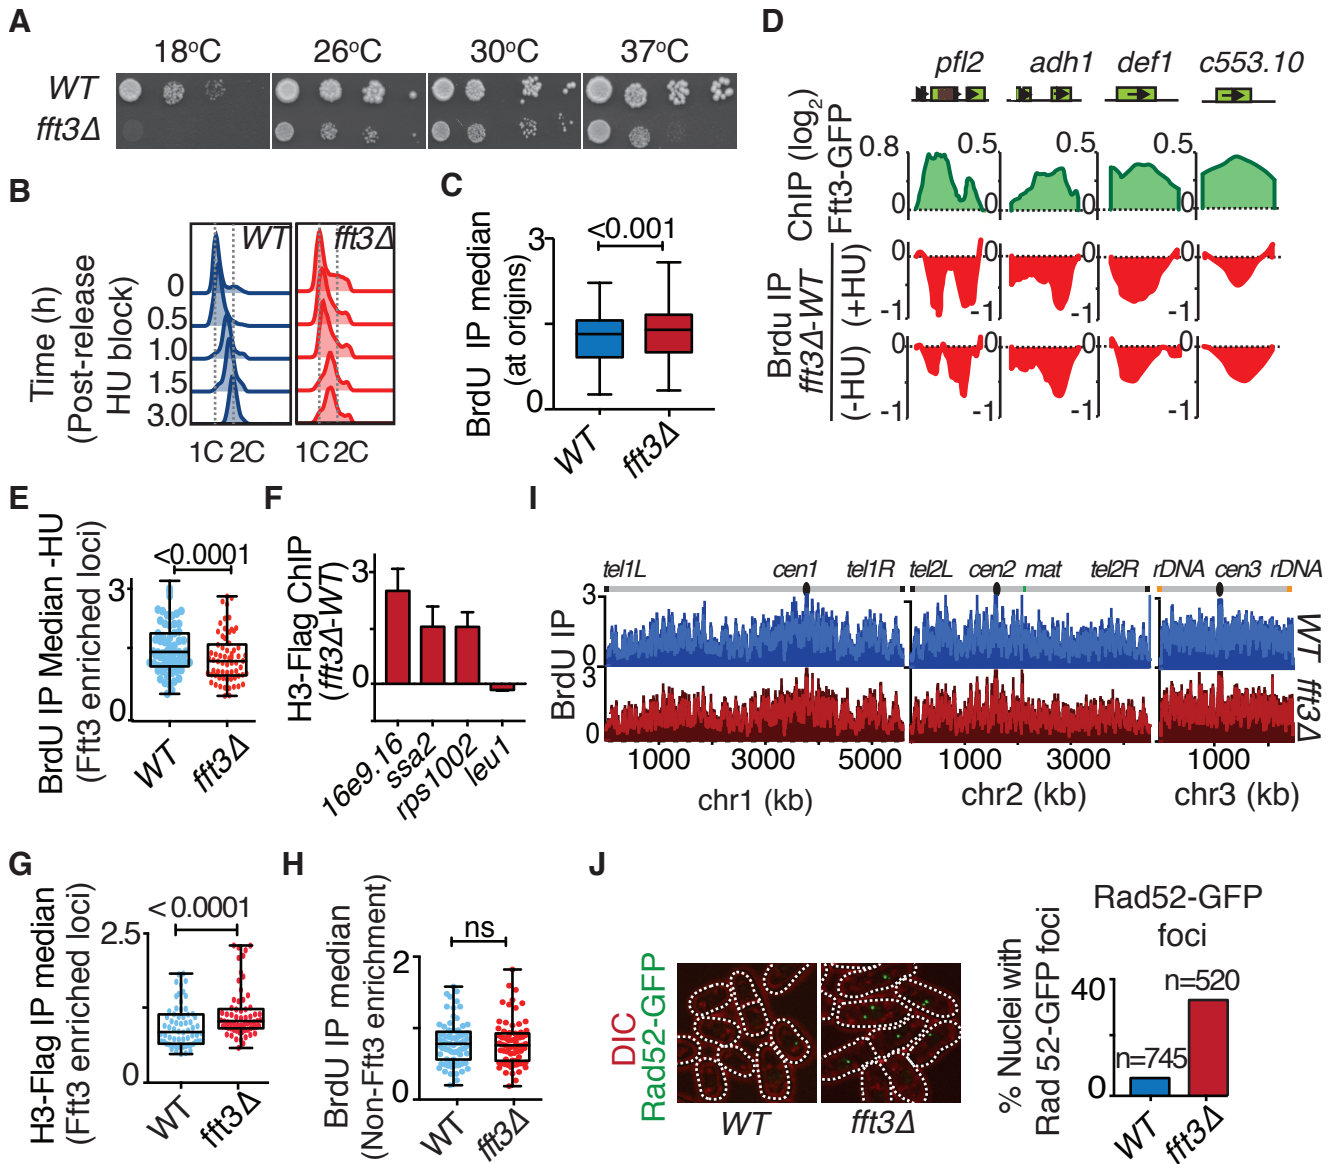 A
18°C 26°C 30°C 37°C
WT
fft3Δ
B
Time (h)
(Post-release
HU block)
WT fft3Δ
0
0.5
1.0
1.5
3.0
1C 2C 1C 2C
C
BrdU IP median
(at origins)
<0.001
3
0
WT fft3Δ
D
pfl2 adh1 def1 c553.10
ChIP (log2)
Fft3-GFP
0.8 0.5 0.5
0 0 0 0
Brdu IP
fft3Δ-WT
(+HU)
0 0 0 0
-1 -1 -1 -1
(-HU)
0 0 0 0
-1 -1 -1
E
BrdU IP Median -HU
(Fft3 enriched loci)
<0.0001
3
0
WT fft3Δ
F
H3-Flag ChIP
(fft3Δ-WT)
3
0
16e9.16 ssa2 rps1002 leu1
I
tel1L cen1 tel1R tel2L cen2 mat tel2R rDNA cen3 rDNA
BrdU IP
3
0
WT
3
0
fft3Δ
1000 3000 5000 1000 3000 1000
chr1 (kb) chr2 (kb) chr3 (kb)
G
H3-Flag IP median
(Fft3 enriched loci)
< 0.0001
2.5
0
WT fft3Δ
H
BrdU IP median
(Non-Fft3 enrichment)
ns
2
0
WT fft3Δ
J
DIC
Rad52-GFP
WT fft3Δ
Rad52-GFP
foci
% Nuclei with
Rad 52-GFP foci
40
0
n=745
n=520
WT fft3Δ